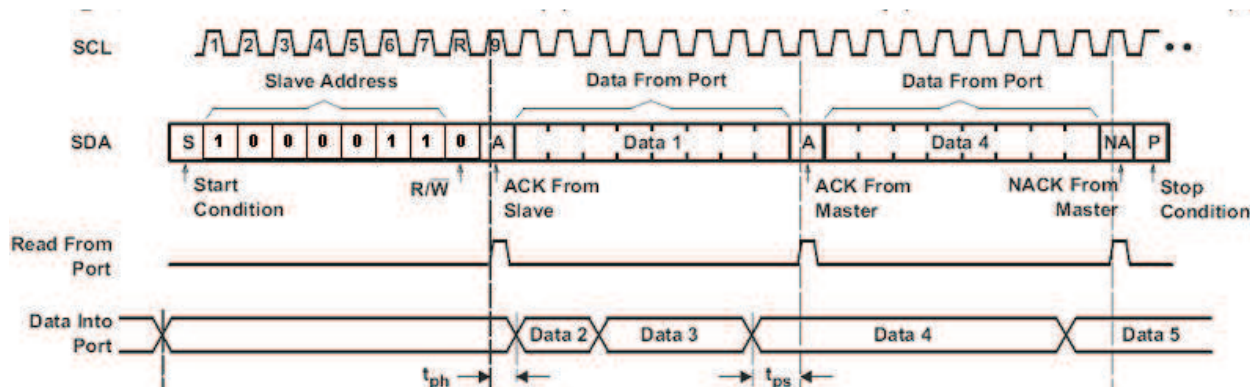 SCL 1 2 3 4 5 6 7 R 9
Slave Address Data From Port Data From Port
SDA S 1 0 0 0 0 1 1 0 A Data 1 A Data 4 NA P
Start R/W ACK From ACK From NACK From Stop
Condition Slave Master Master Condition
Read From
Port
Data Into Data 2 Data 3 Data 4 Data 5
Port
tph tps